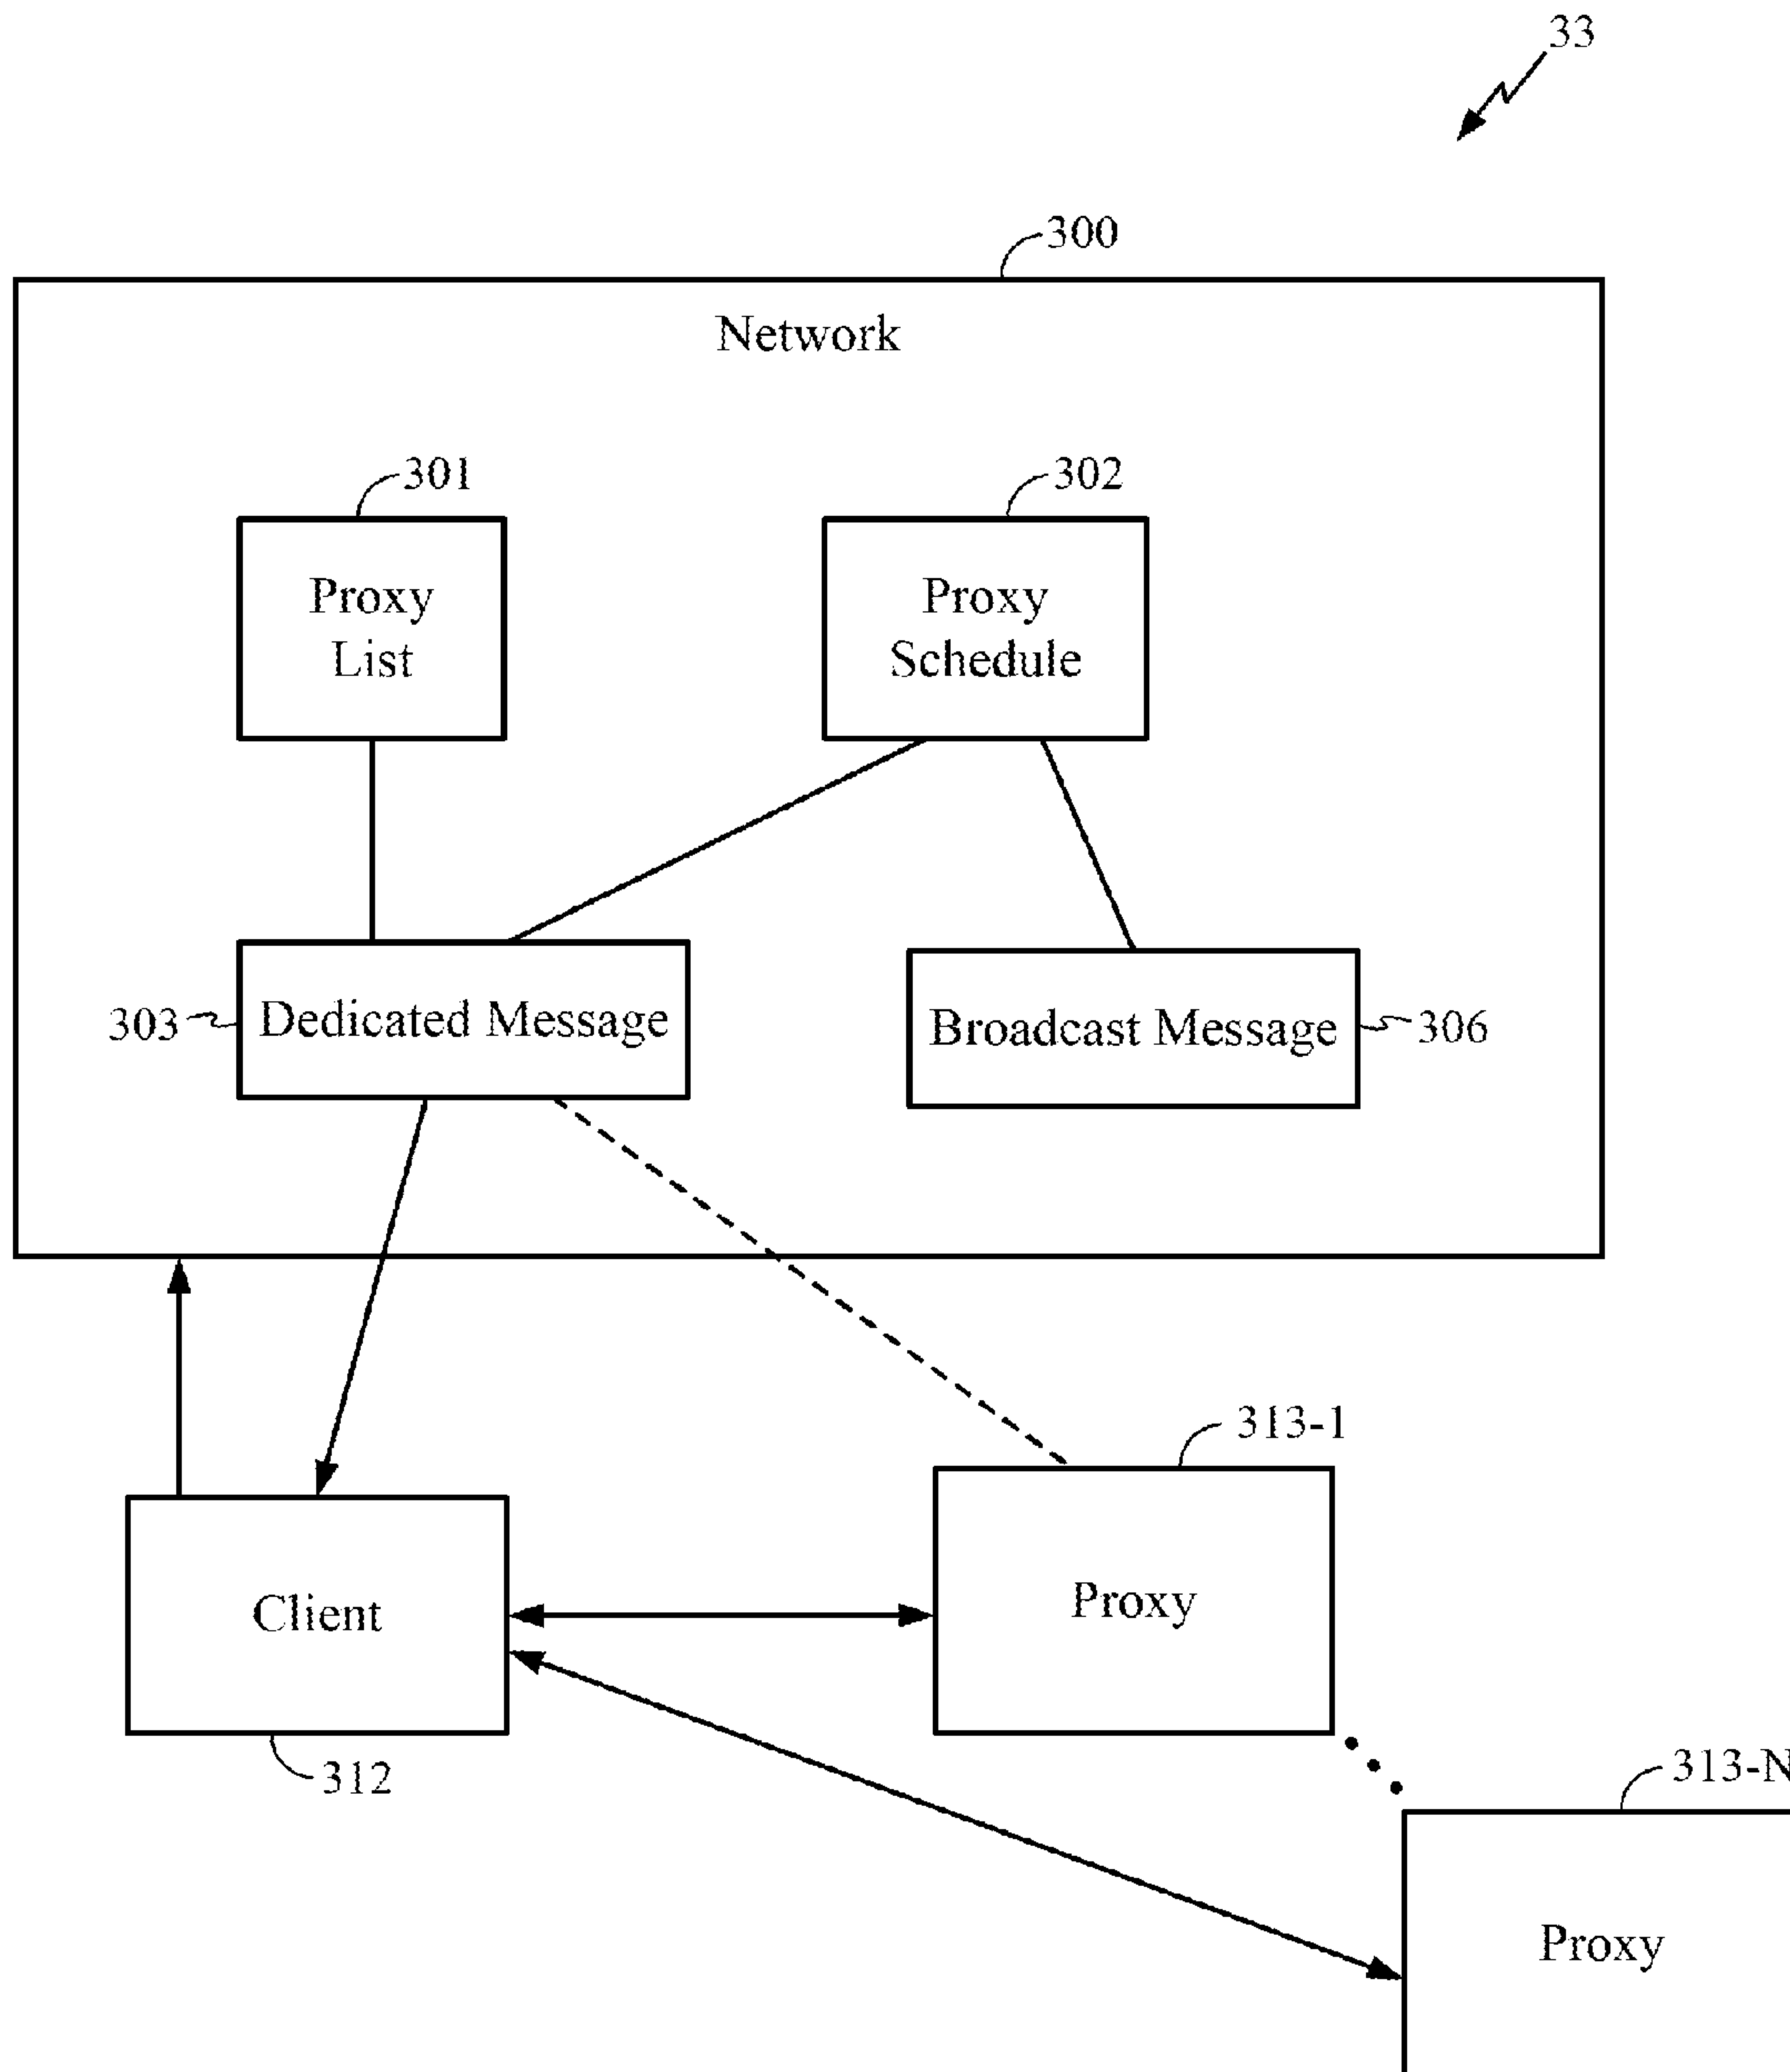 33
300
Network
301
302
Proxy
List
Proxy
Schedule
303
Dedicated Message
Broadcast Message
306
313-1
Client
Proxy
312
313-N
Proxy